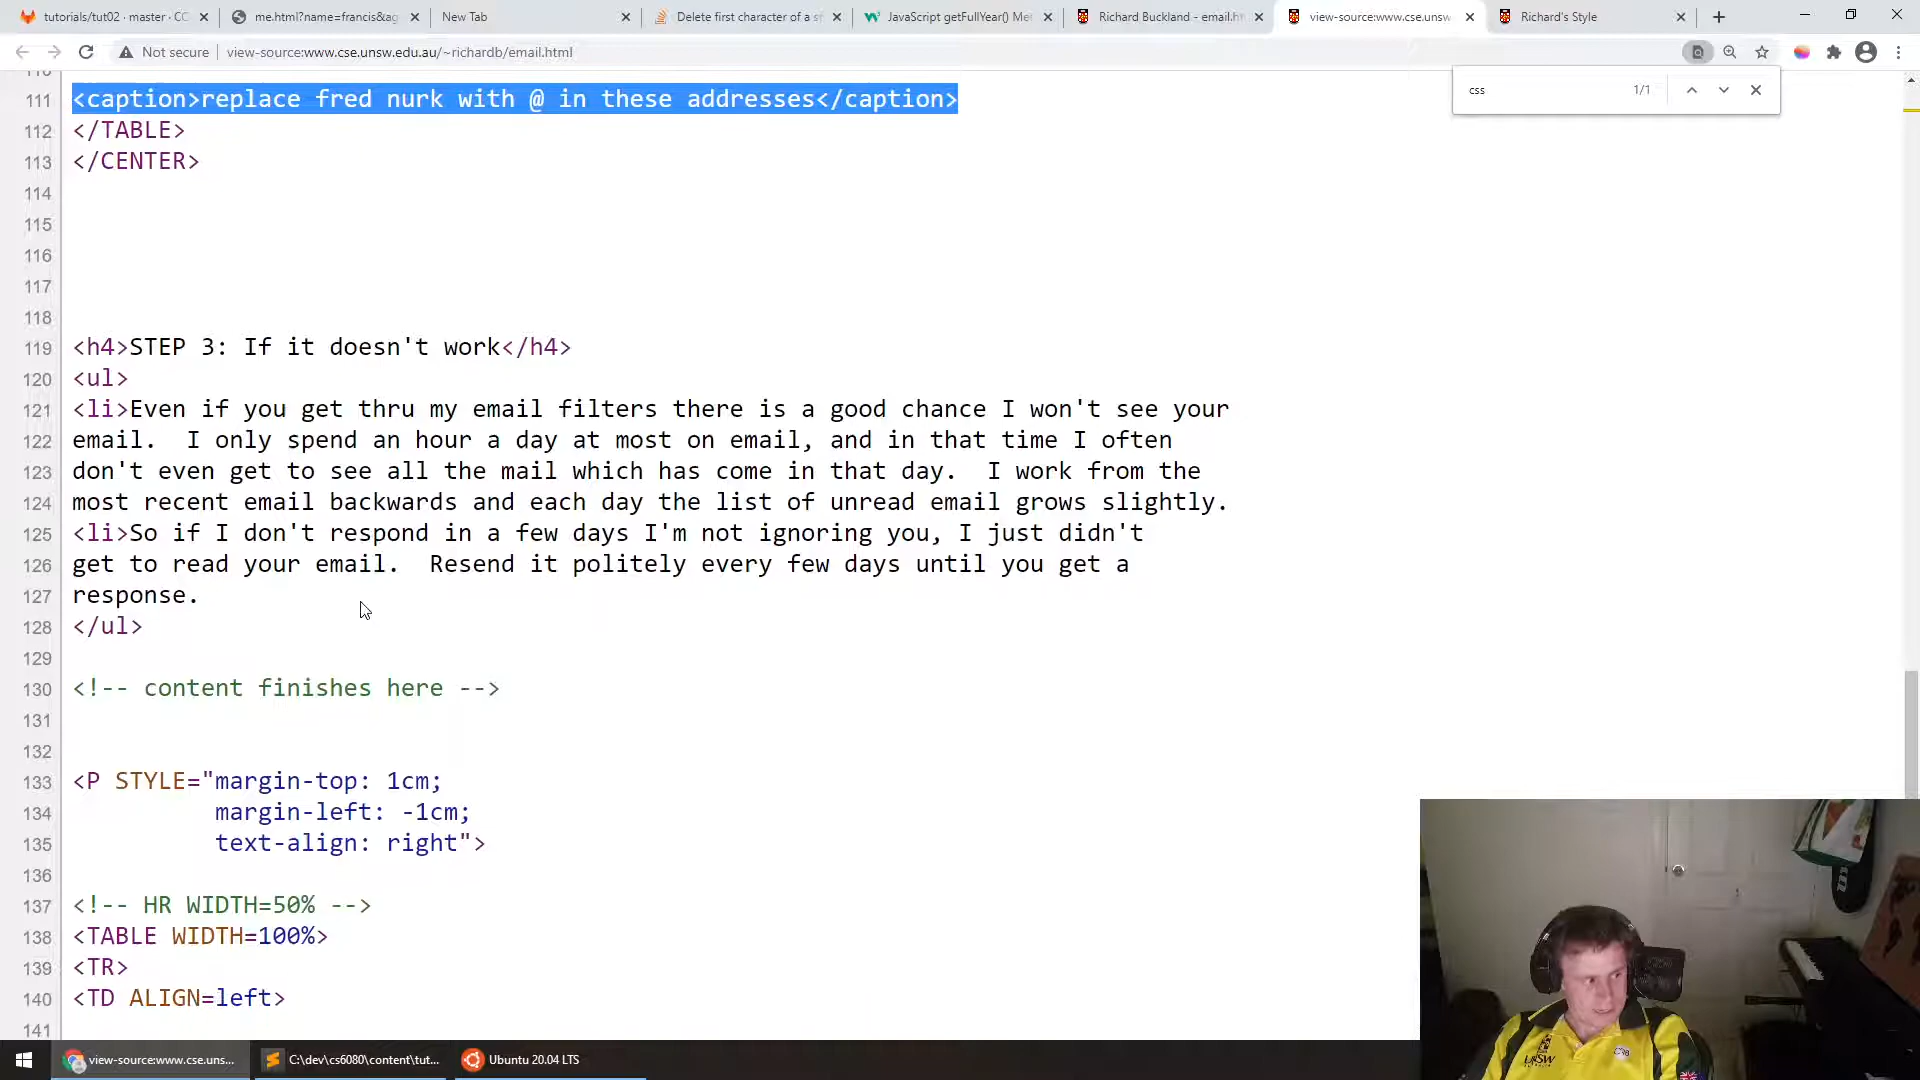 tutorials/tut02 · master · CC
me.html?name=francis&ag
New Tab
Delete first character of a s
JavaScript getFullYear() Me
Richard Buckland - email.h
view-source:www.cse.unsw
Richard's Style
Not secure
view-source:www.cse.unsw.edu.au/~richardb/email.html
css
1/1
111 <caption>replace fred nurk with @ in these addresses</caption>
112 </TABLE>
113 </CENTER>
114
115
116
117
118
119 <h4>STEP 3: If it doesn't work</h4>
120 <ul>
121 <li>Even if you get thru my email filters there is a good chance I won't see your
122 email.  I only spend an hour a day at most on email, and in that time I often
123 don't even get to see all the mail which has come in that day.  I work from the
124 most recent email backwards and each day the list of unread email grows slightly.
125 <li>So if I don't respond in a few days I'm not ignoring you, I just didn't
126 get to read your email.  Resend it politely every few days until you get a
127 response.
128 </ul>
129
130 <!-- content finishes here -->
131
132
133 <P STYLE="margin-top: 1cm;
134 margin-left: -1cm;
135 text-align: right">
136
137 <!-- HR WIDTH=50% -->
138 <TABLE WIDTH=100%>
139 <TR>
140 <TD ALIGN=left>
141
view-source:www.cse.uns...
C:\dev\cs6080\content\tut...
Ubuntu 20.04 LTS
UNSW